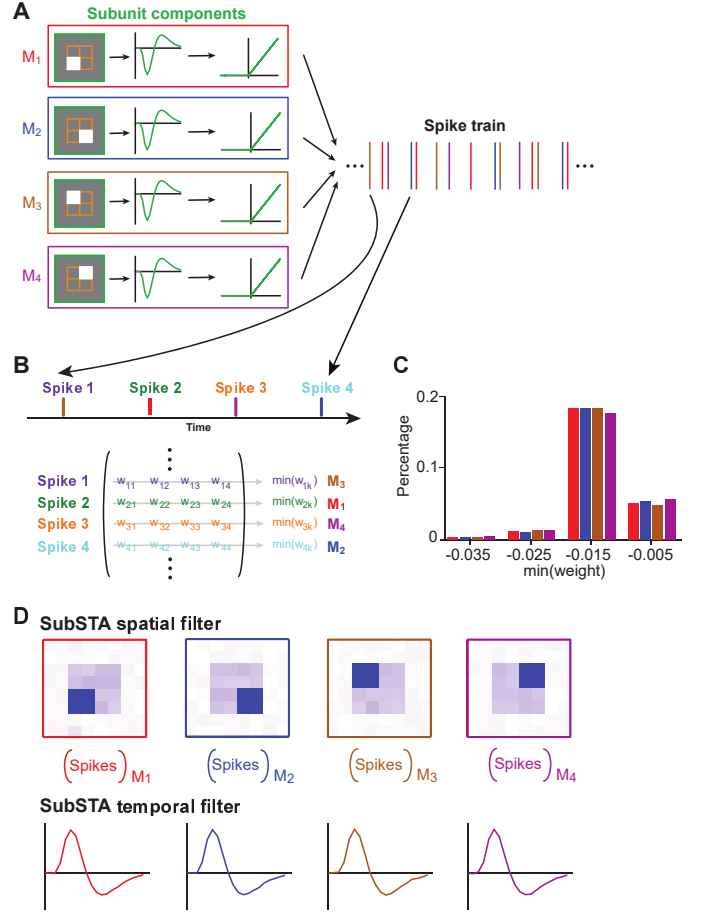 A
Subunit components
M1
M2
M3
M4
Spike train
...
...
B
Spike 1 Spike 2 Spike 3 Spike 4
Time
Spike 1 w11 w12 w13 w14 min(w1k) M3
Spike 2 w21 w22 w23 w24 min(w2k) M1
Spike 3 w31 w32 w33 w34 min(w3k) M4
Spike 4 w41 w42 w43 w44 min(w4k) M2
C
Percentage
0.2
0.1
0
-0.035 -0.025 -0.015 -0.005
min(weight)
D
SubSTA spatial filter
(Spikes)M1 (Spikes)M2 (Spikes)M3 (Spikes)M4
SubSTA temporal filter